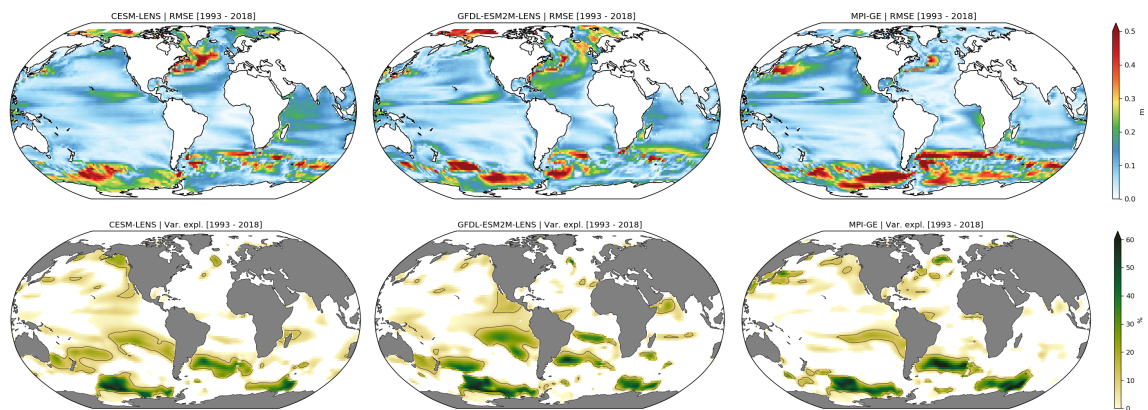 CESM-LENS | RMSE [1993 - 2018]
GFDL-ESM2M-LENS | RMSE [1993 - 2018]
MPI-GE | RMSE [1993 - 2018]
0.5
0.4
0.3
0.2
0.1
0.0
m
CESM-LENS | Var. expl. [1993 - 2018]
GFDL-ESM2M-LENS | Var. expl. [1993 - 2018]
MPI-GE | Var. expl. [1993 - 2018]
60
50
40
30
20
10
0
%